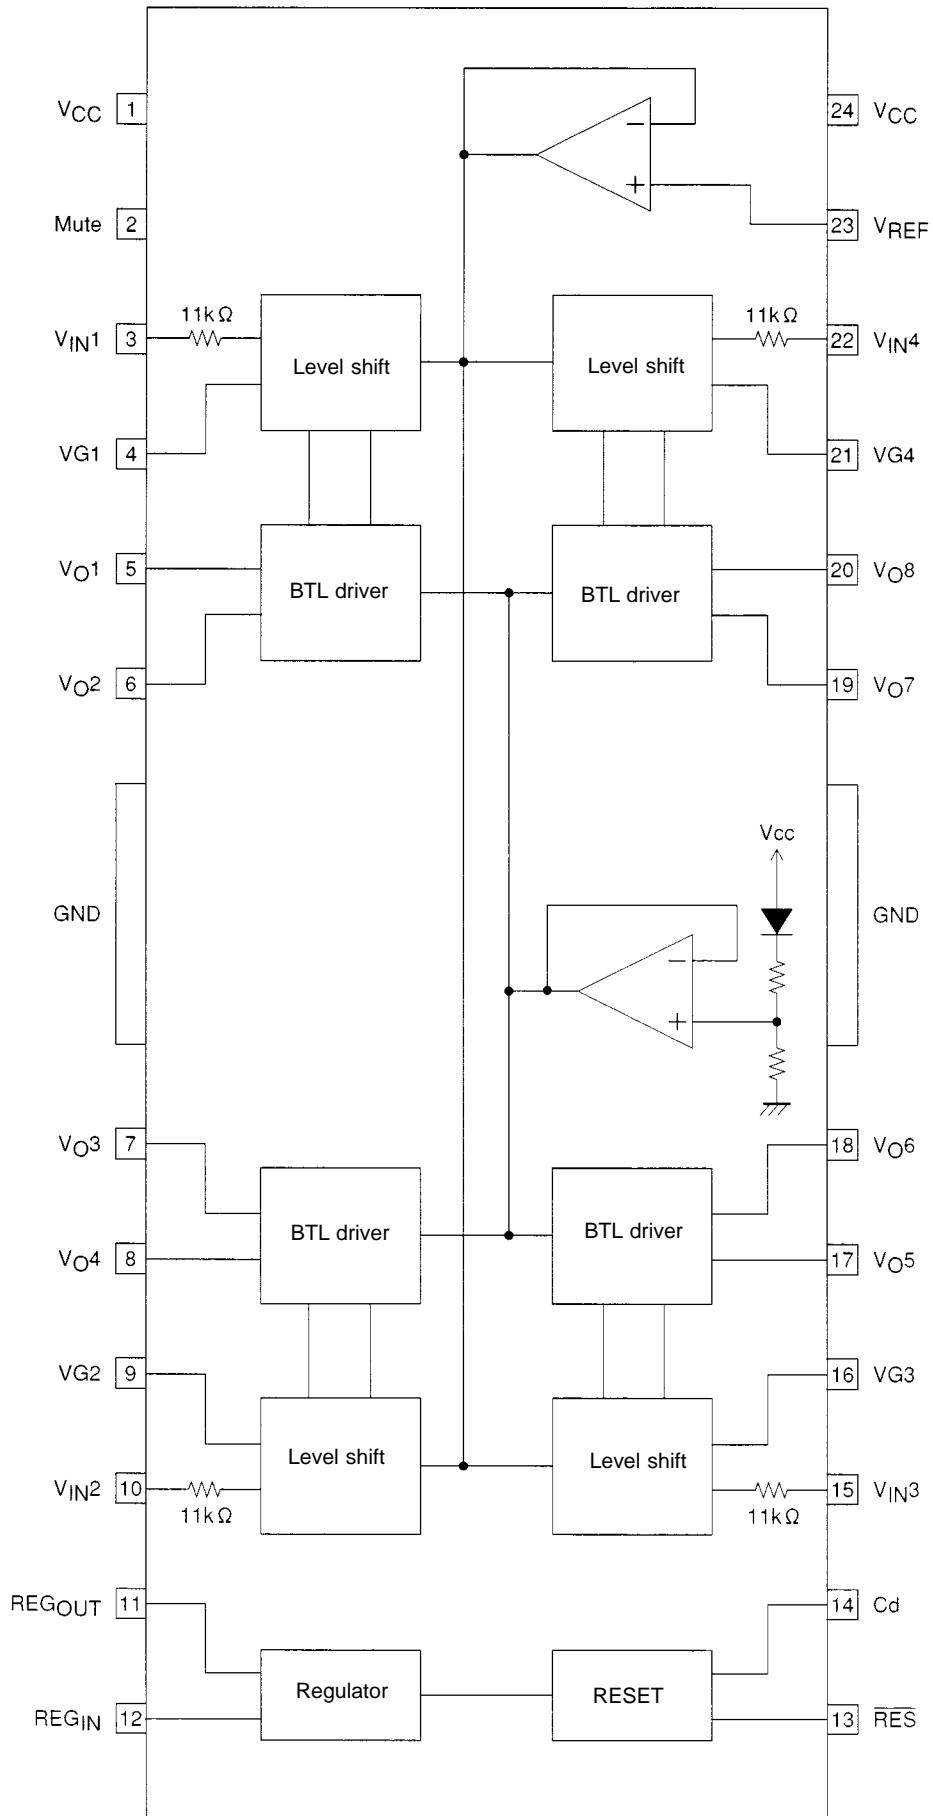 VCC 1 24 VCC
− +
Mute 2 23 VREF
11kΩ 11kΩ
VIN1 3 Level shift Level shift 22 VIN4
VG1 4 21 VG4
VO1 5 BTL driver BTL driver 20 VO8
VO2 6 19 VO7
Vcc
GND GND
− +
VO3 7 18 VO6
BTL driver BTL driver
VO4 8 17 VO5
VG2 9 16 VG3
Level shift Level shift
VIN2 10 15 VIN3
11kΩ 11kΩ
REGOUT 11 14 Cd
Regulator RESET
REGIN 12 13 R̅E̅S̅